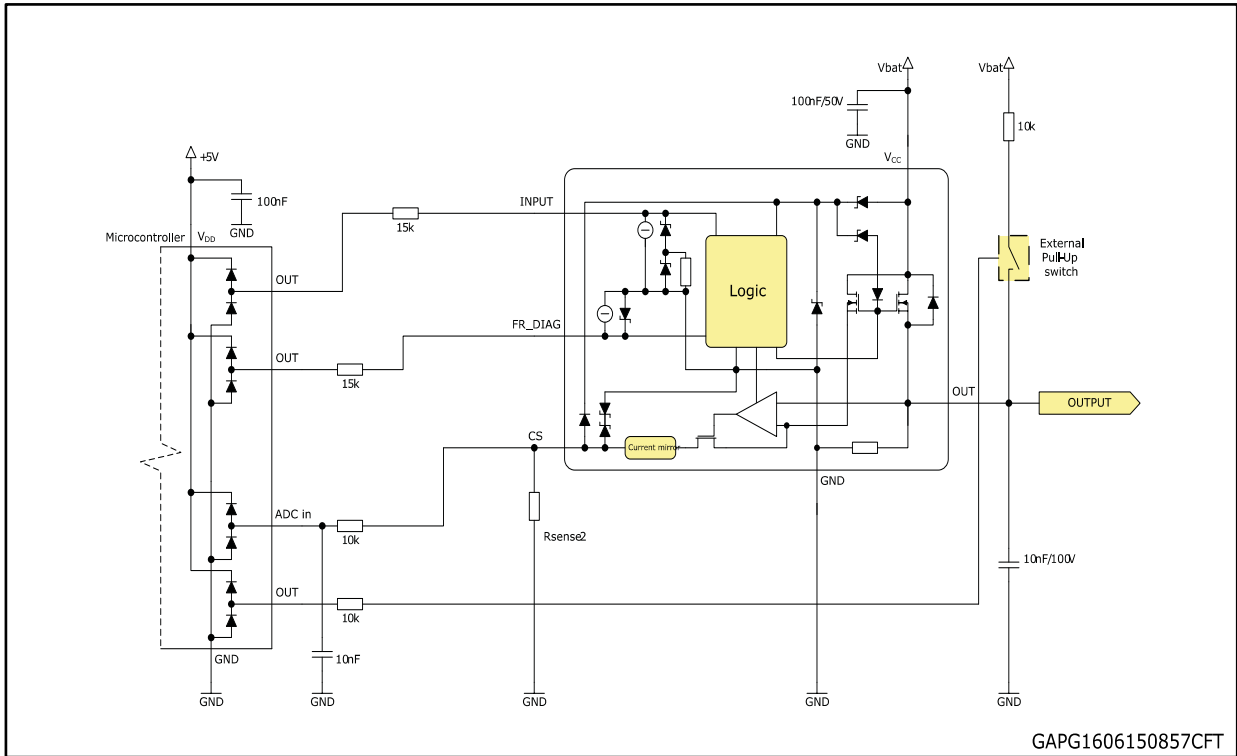 Vbat
Vbat
100nF/50V
10k
GND
+5V
VCC
100nF
INPUT
15k
GND
Microcontroller
VDD
External
Pull-Up
switch
OUT
Logic
FR_DIAG
OUT
15k
OUT
OUTPUT
CS
Current mirror
GND
ADC in
10k
Rsense2
10nF/100V
OUT
10k
GND
10nF
GND
GND
GND
GND
GND
GAPG1606150857CFT